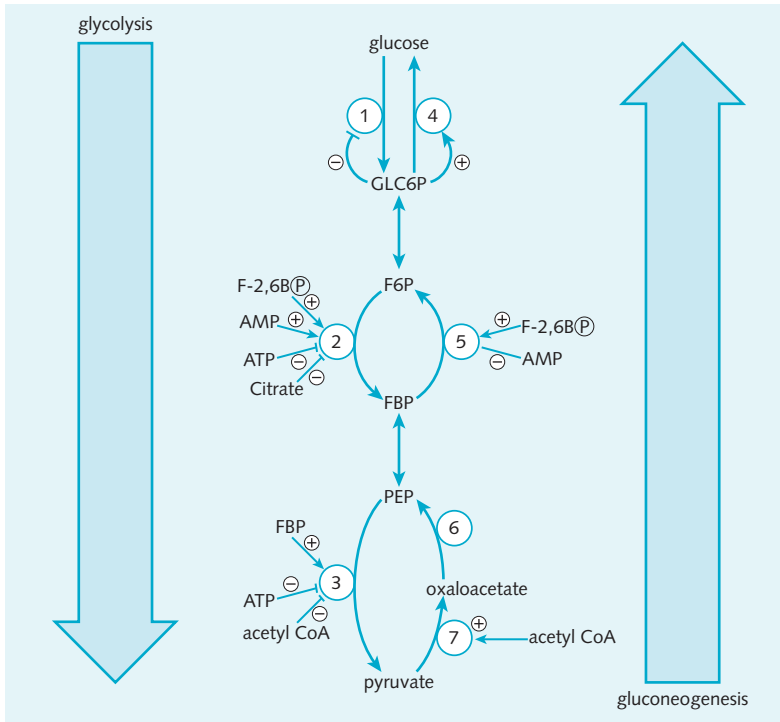 glycolysis
glucose
1
4
⊖
⊕
GLC6P
F-2,6BⓅ
⊕
F6P
AMP
⊕
2
5
⊕
F-2,6BⓅ
ATP
⊖
⊖
AMP
Citrate
⊖
FBP
PEP
FBP
⊕
6
3
ATP
⊖
oxaloacetate
acetyl CoA
⊖
7
⊕
acetyl CoA
pyruvate
gluconeogenesis